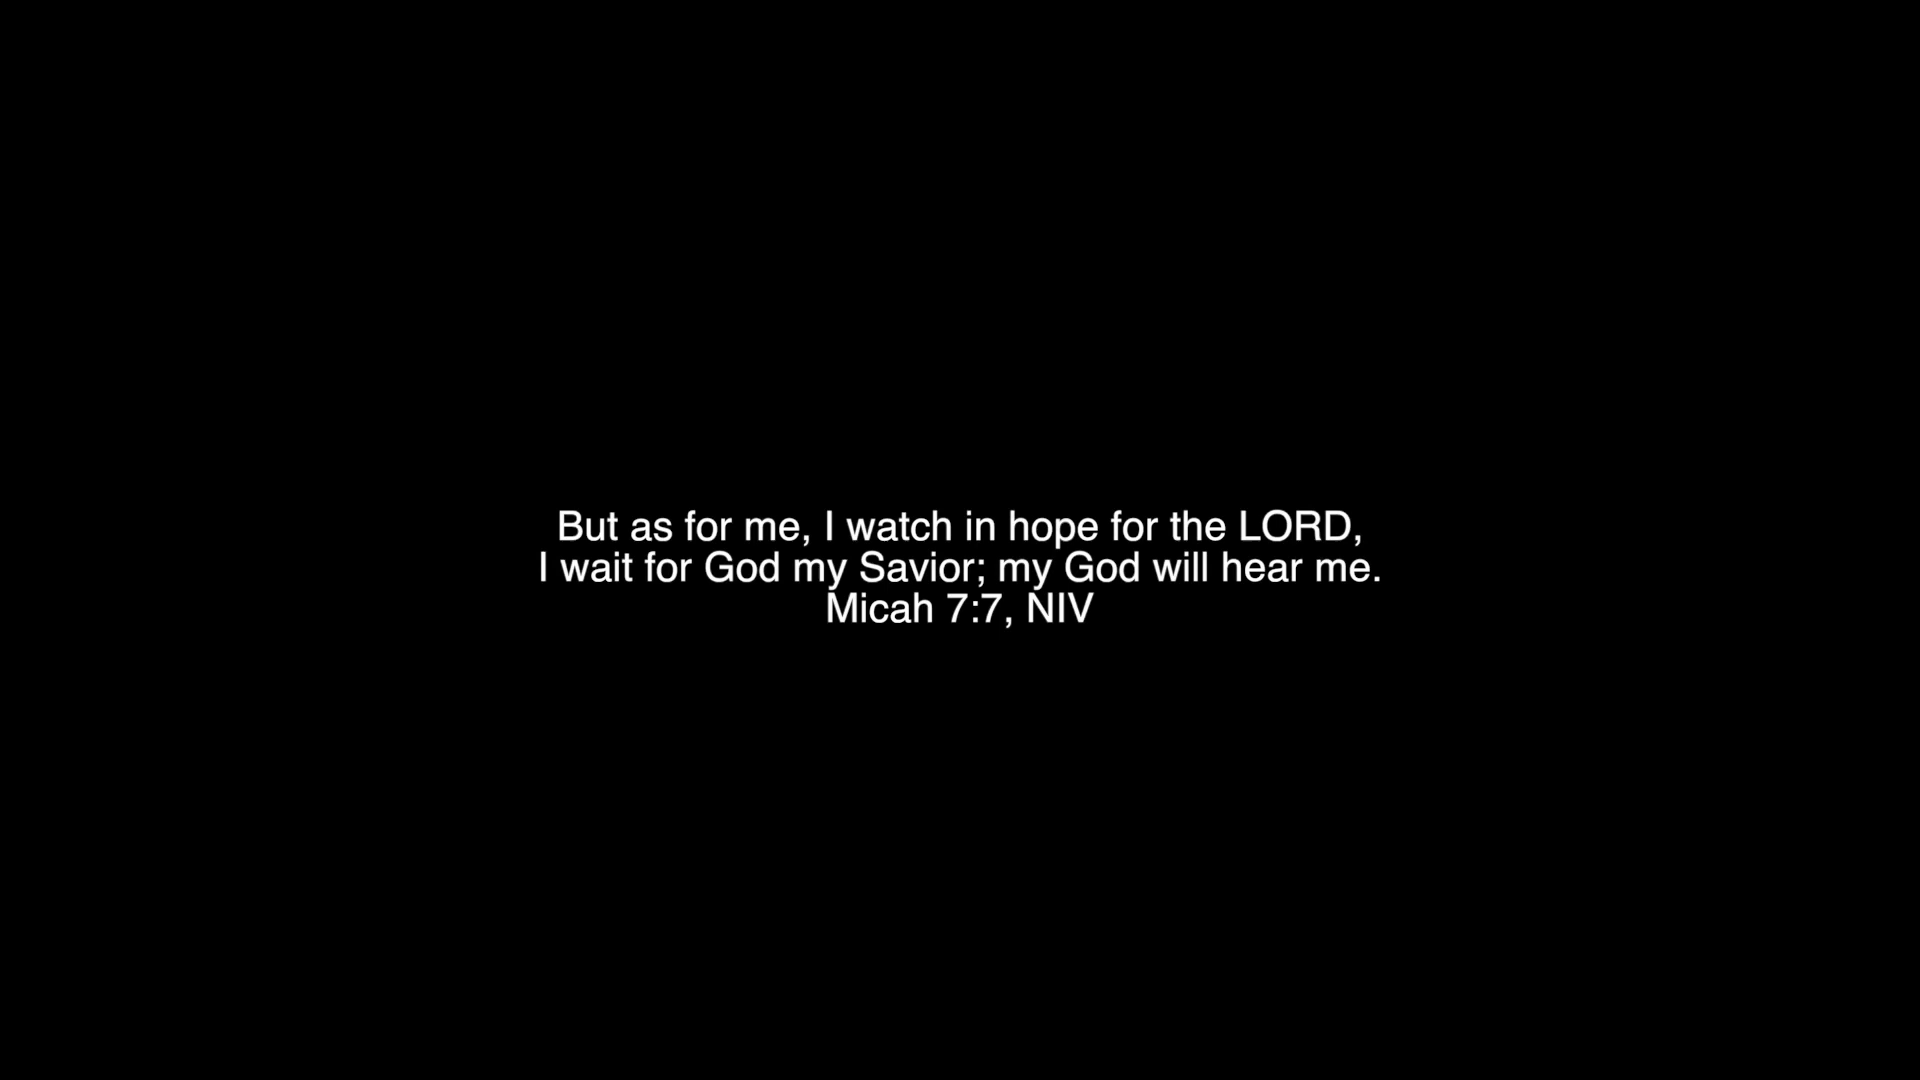 But as for me, I watch in hope for the LORD,
I wait for God my Savior; my God will hear me.
Micah 7:7, NIV